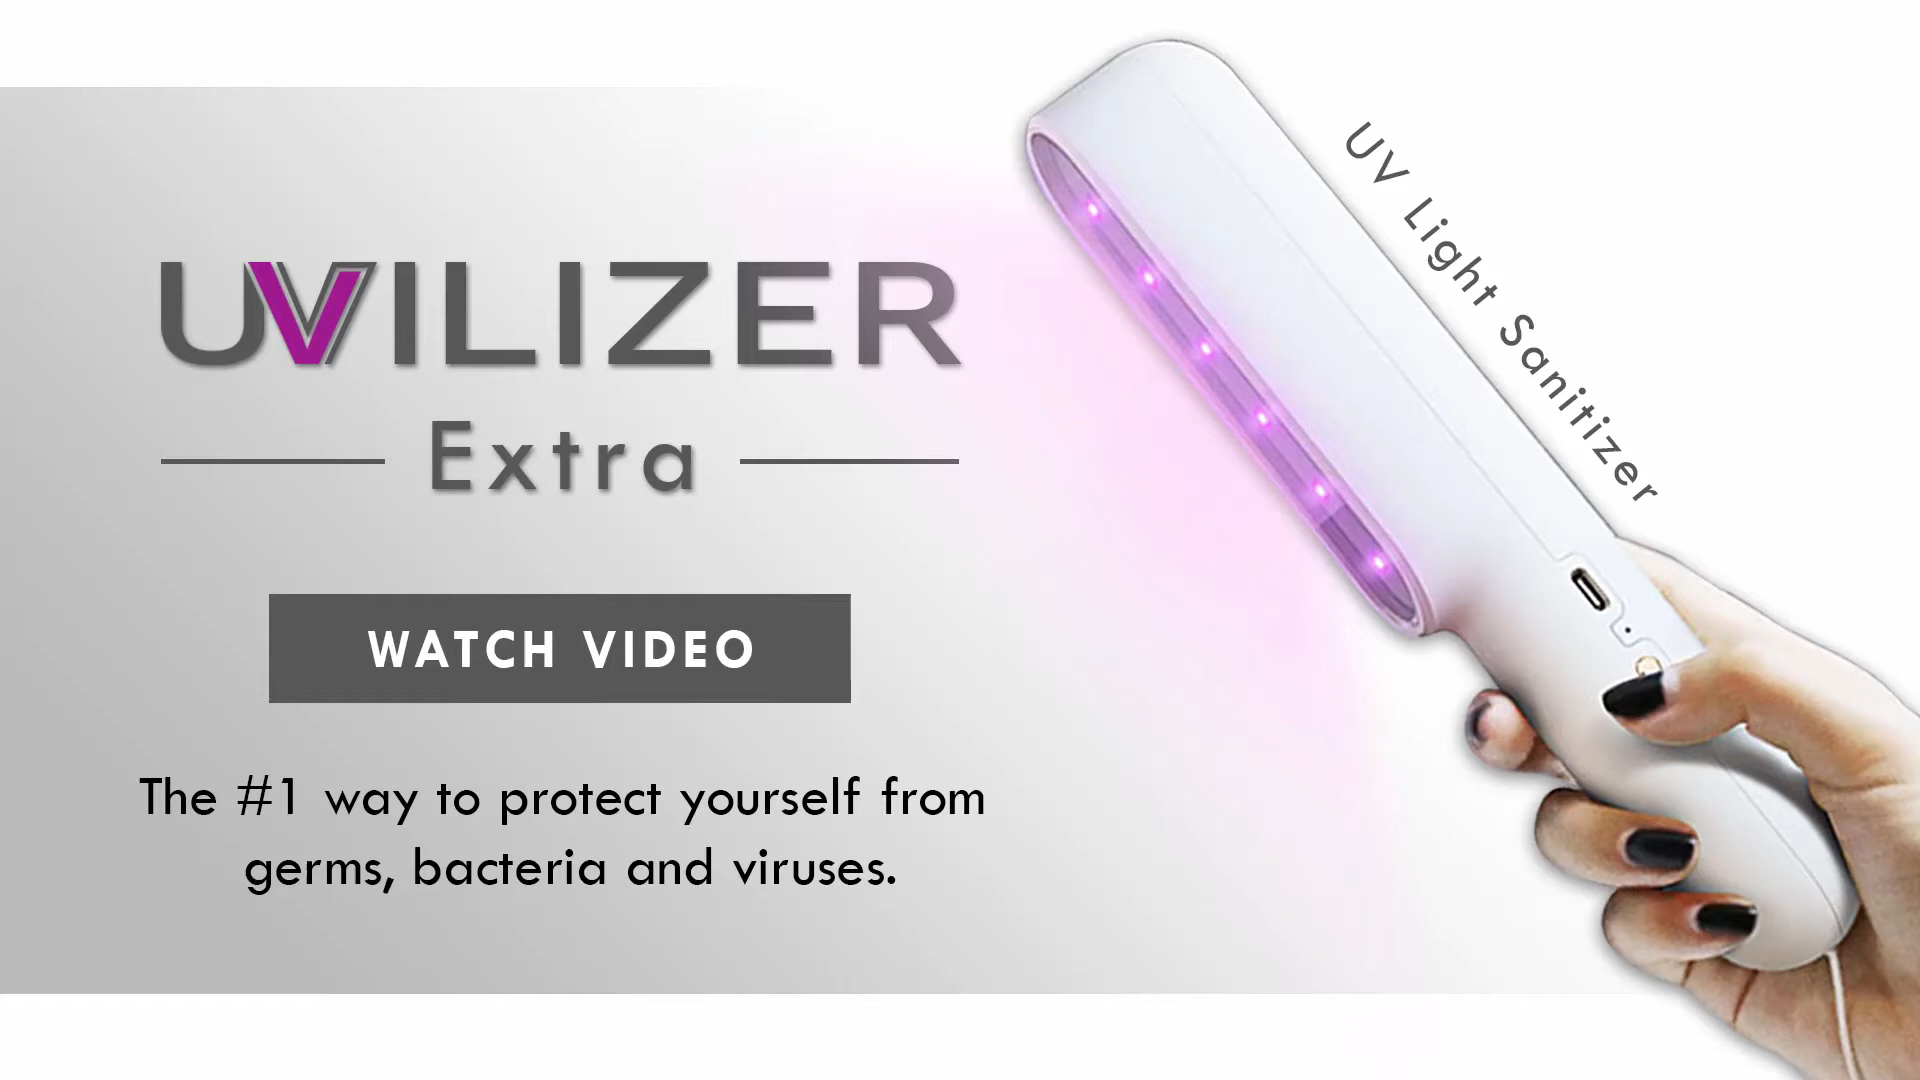 UVILIZER
Extra
WATCH VIDEO
The #1 way to protect yourself from
germs, bacteria and viruses.
UV Light Sanitizer